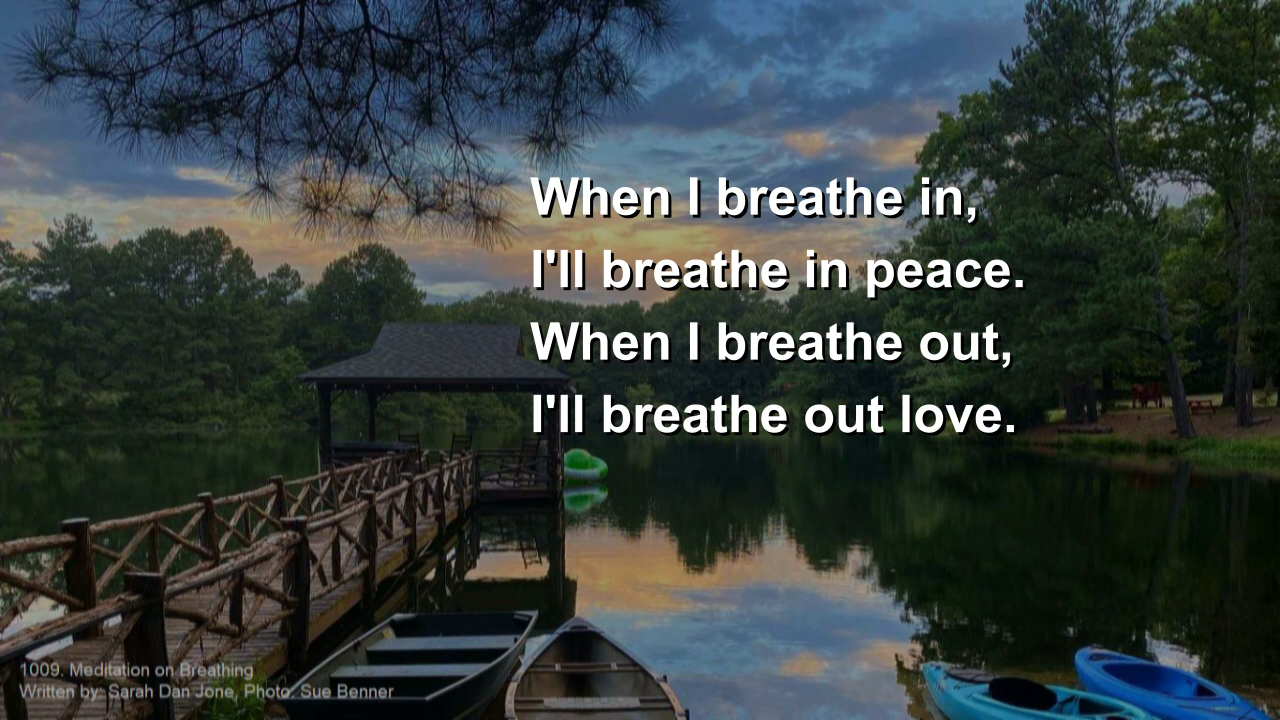 When I breathe in,
I'll breathe in peace.
When I breathe out,
I'll breathe out love.
1009. Meditation on Breathing
Written by: Sarah Dan Jone, Photo: Sue Benner